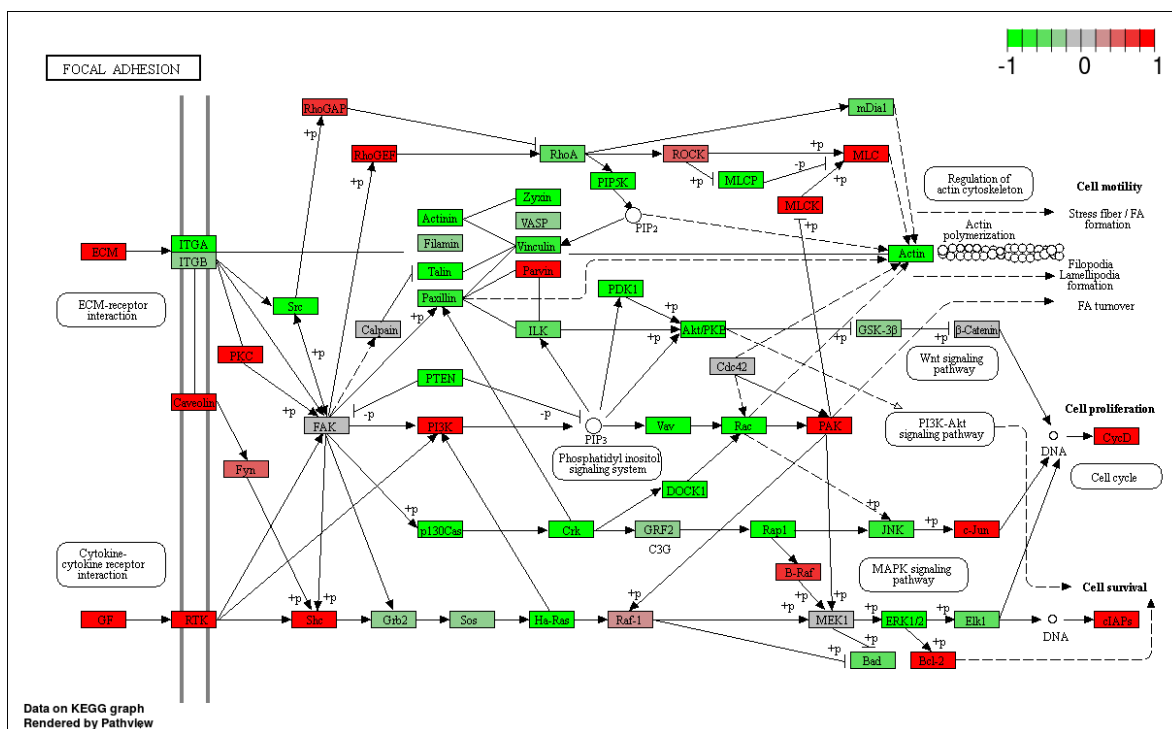 -1 0 1
FOCAL ADHESION
RhoGAP
mDia1
+p
RhoGEF
RhoA
ROCK
+p
MLC
-p
+p
PIP5K
+p
MLCP
+p
MLCK
Regulation of
actin cytoskeleton
Cell motility
Stress fiber / FA
formation
Zyxin
Actinin
VASP
PIP2
Actin
polymerization
ECM
ITGA
ITGB
Filamin
Vinculin
Actin
Filopodia
Lamellipodia
formation
Talin
Parvin
ECM-receptor
interaction
Src
Paxillin
PDK1
FA turnover
+p
+p
Calpain
ILK
Akt/PKB
GSK-3β
β-Catenin
+p
+p
+p
+p
PKC
+p
Cdc42
Wnt signaling
pathway
PTEN
Caveolin
+p
-p
-p
Cell proliferation
FAK
PI3K
PIP3
Vav
Rac
PAK
PI3K-Akt
signaling pathway
CycD
DNA
Phosphatidyl inositol
signaling system
Fyn
Cell cycle
DOCK1
+p
+p
p130Cas
Crk
GRF2
Rap1
JNK
c-Jun
C3G
Cytokine-
cytokine receptor
interaction
B-Raf
MAPK signaling
pathway
Cell survival
+p
+p
+p
+p
+p
+p
+p
GF
RTK
Shc
Grb2
Sos
Ha-Ras
Raf-1
MEK1
ERK1/2
Elk1
DNA
cIAPs
+p
+p
+p
Bad
Bcl-2
Data on KEGG graph
Rendered by Pathview